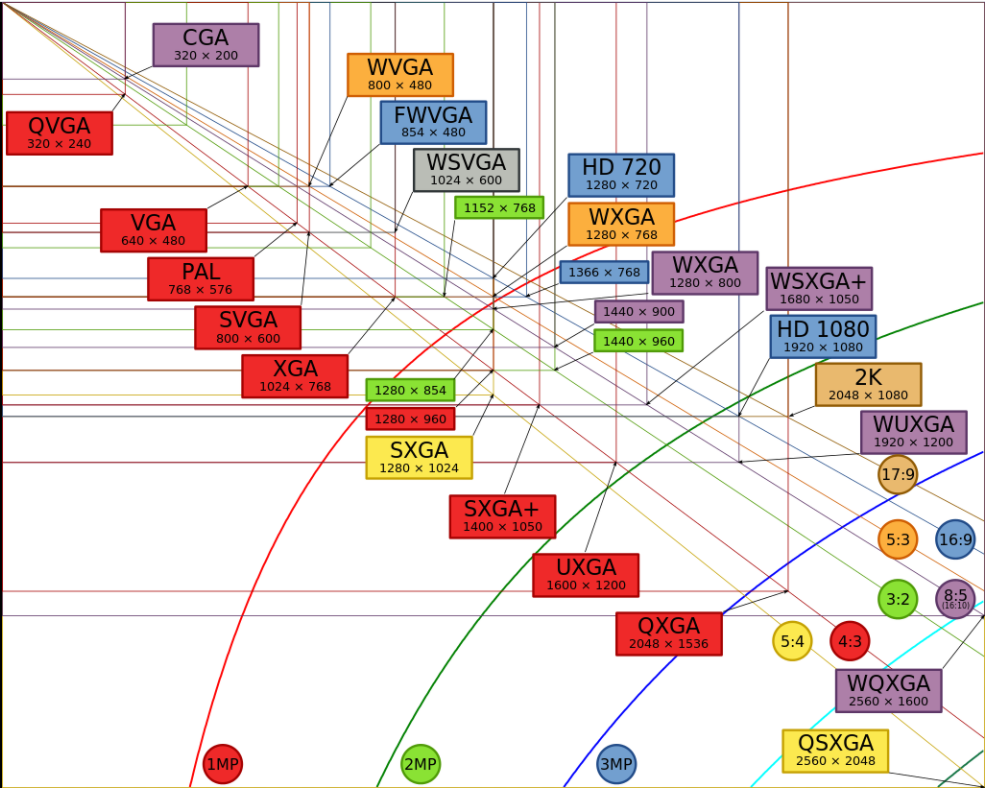 CGA
320 × 200
WVGA
800 × 480
QVGA
320 × 240
FWVGA
854 × 480
WSVGA
1024 × 600
HD 720
1280 × 720
1152 × 768
VGA
640 × 480
WXGA
1280 × 768
PAL
768 × 576
1366 × 768
WXGA
1280 × 800
WSXGA+
1680 × 1050
SVGA
800 × 600
1440 × 900
HD 1080
1920 × 1080
1440 × 960
XGA
1024 × 768
2K
2048 × 1080
1280 × 854
1280 × 960
WUXGA
1920 × 1200
SXGA
1280 × 1024
17:9
SXGA+
1400 × 1050
5:3
16:9
UXGA
1600 × 1200
3:2
8:5
(16:10)
QXGA
2048 × 1536
5:4
4:3
WQXGA
2560 × 1600
QSXGA
2560 × 2048
1MP
2MP
3MP